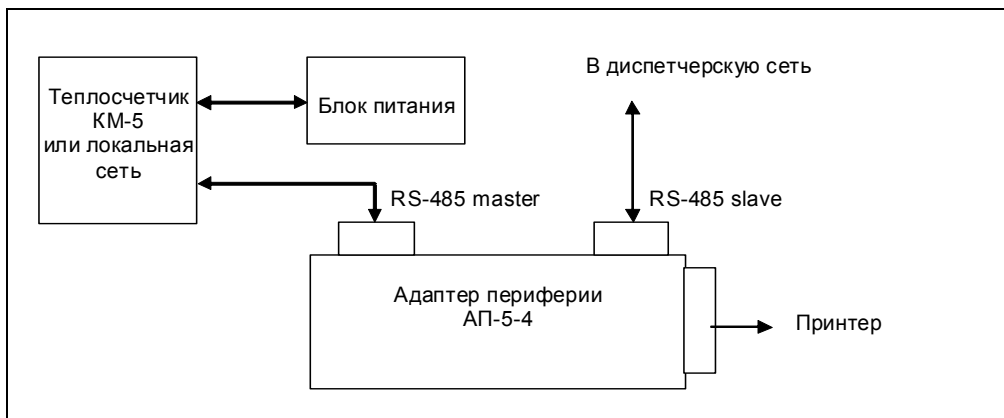 Теплосчетчик
КМ-5
или локальная
сеть
Блок питания
В диспетчерскую сеть
RS-485 master
RS-485 slave
Адаптер периферии
АП-5-4
Принтер